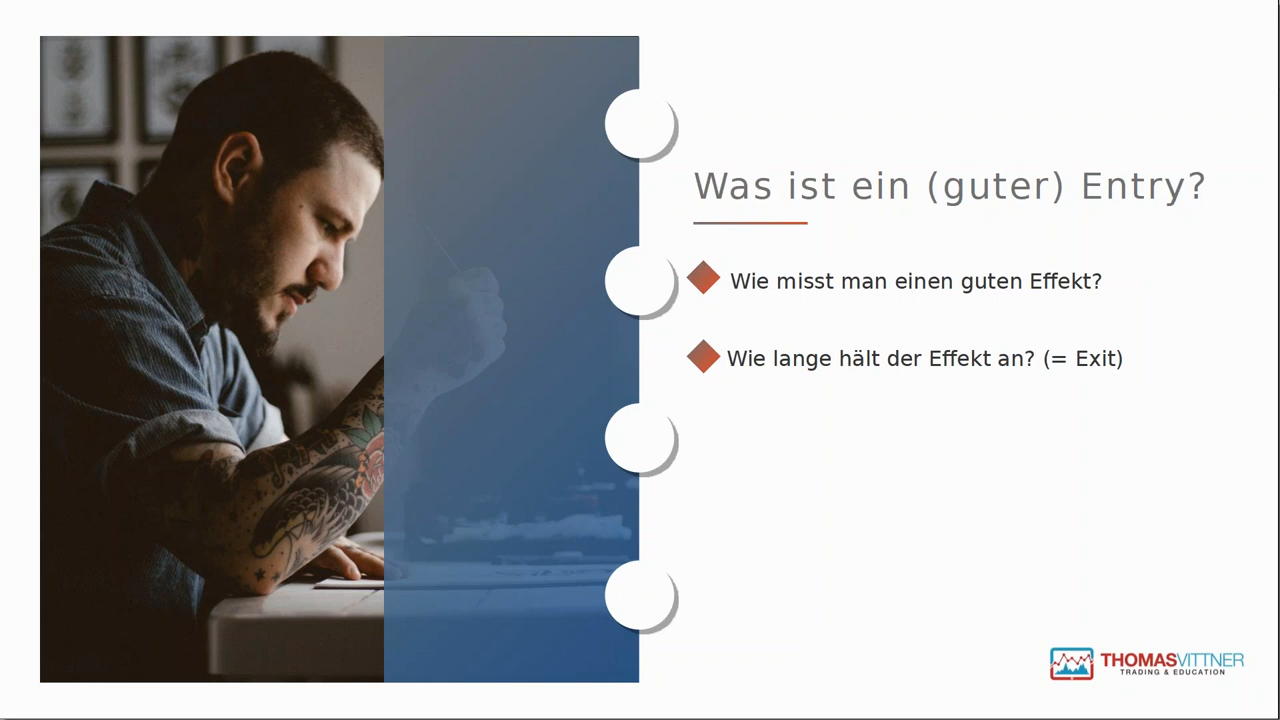 Was ist ein (guter) Entry?
Wie misst man einen guten Effekt?
Wie lange hält der Effekt an? (= Exit)
THOMASVITTNER
TRADING & EDUCATION